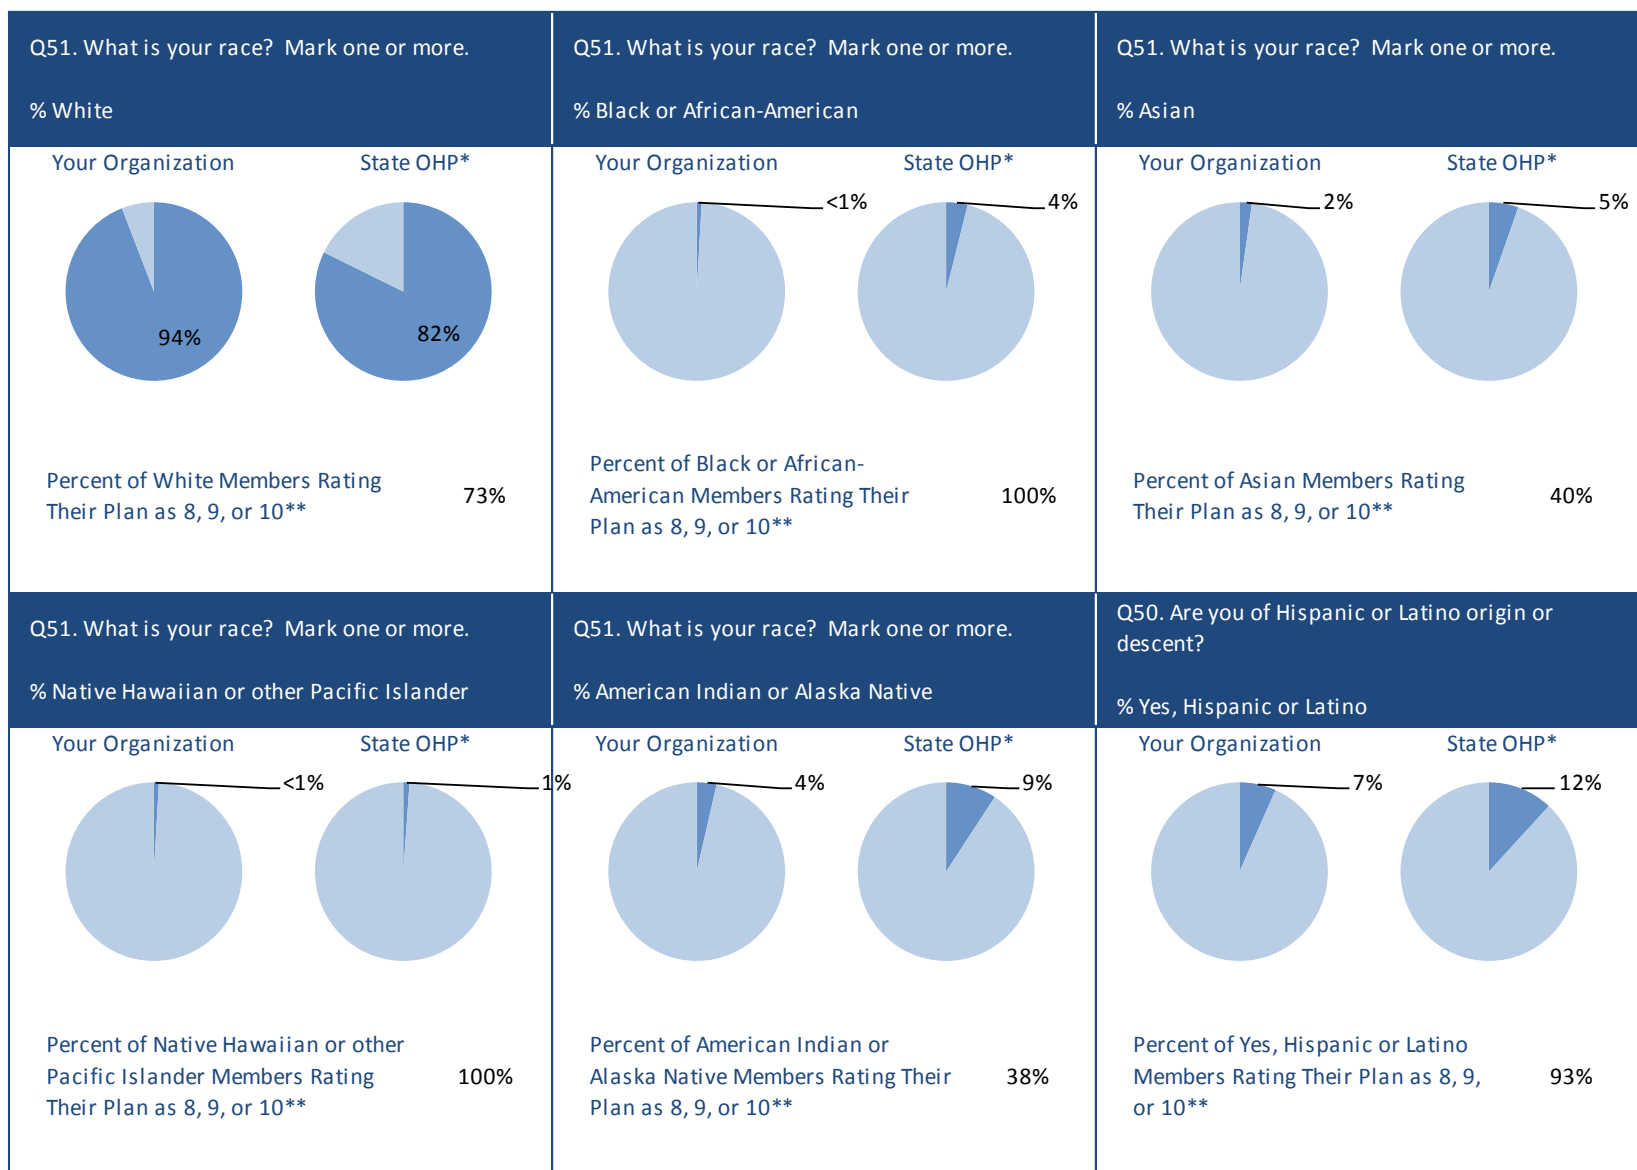 Q51. What is your race? Mark one or more.
% White
Q51. What is your race? Mark one or more.
% Black or African-American
Q51. What is your race? Mark one or more.
% Asian
Your Organization
State OHP*
94%
82%
Percent of White Members Rating
Their Plan as 8, 9, or 10**
73%
Your Organization
State OHP*
<1%
4%
Percent of Black or African-
American Members Rating Their
Plan as 8, 9, or 10**
100%
Your Organization
State OHP*
2%
5%
Percent of Asian Members Rating
Their Plan as 8, 9, or 10**
40%
Q51. What is your race? Mark one or more.
% Native Hawaiian or other Pacific Islander
Q51. What is your race? Mark one or more.
% American Indian or Alaska Native
Q50. Are you of Hispanic or Latino origin or
descent?
% Yes, Hispanic or Latino
Your Organization
State OHP*
<1%
1%
Percent of Native Hawaiian or other
Pacific Islander Members Rating
Their Plan as 8, 9, or 10**
100%
Your Organization
State OHP*
4%
9%
Percent of American Indian or
Alaska Native Members Rating Their
Plan as 8, 9, or 10**
38%
Your Organization
State OHP*
7%
12%
Percent of Yes, Hispanic or Latino
Members Rating Their Plan as 8, 9,
or 10**
93%